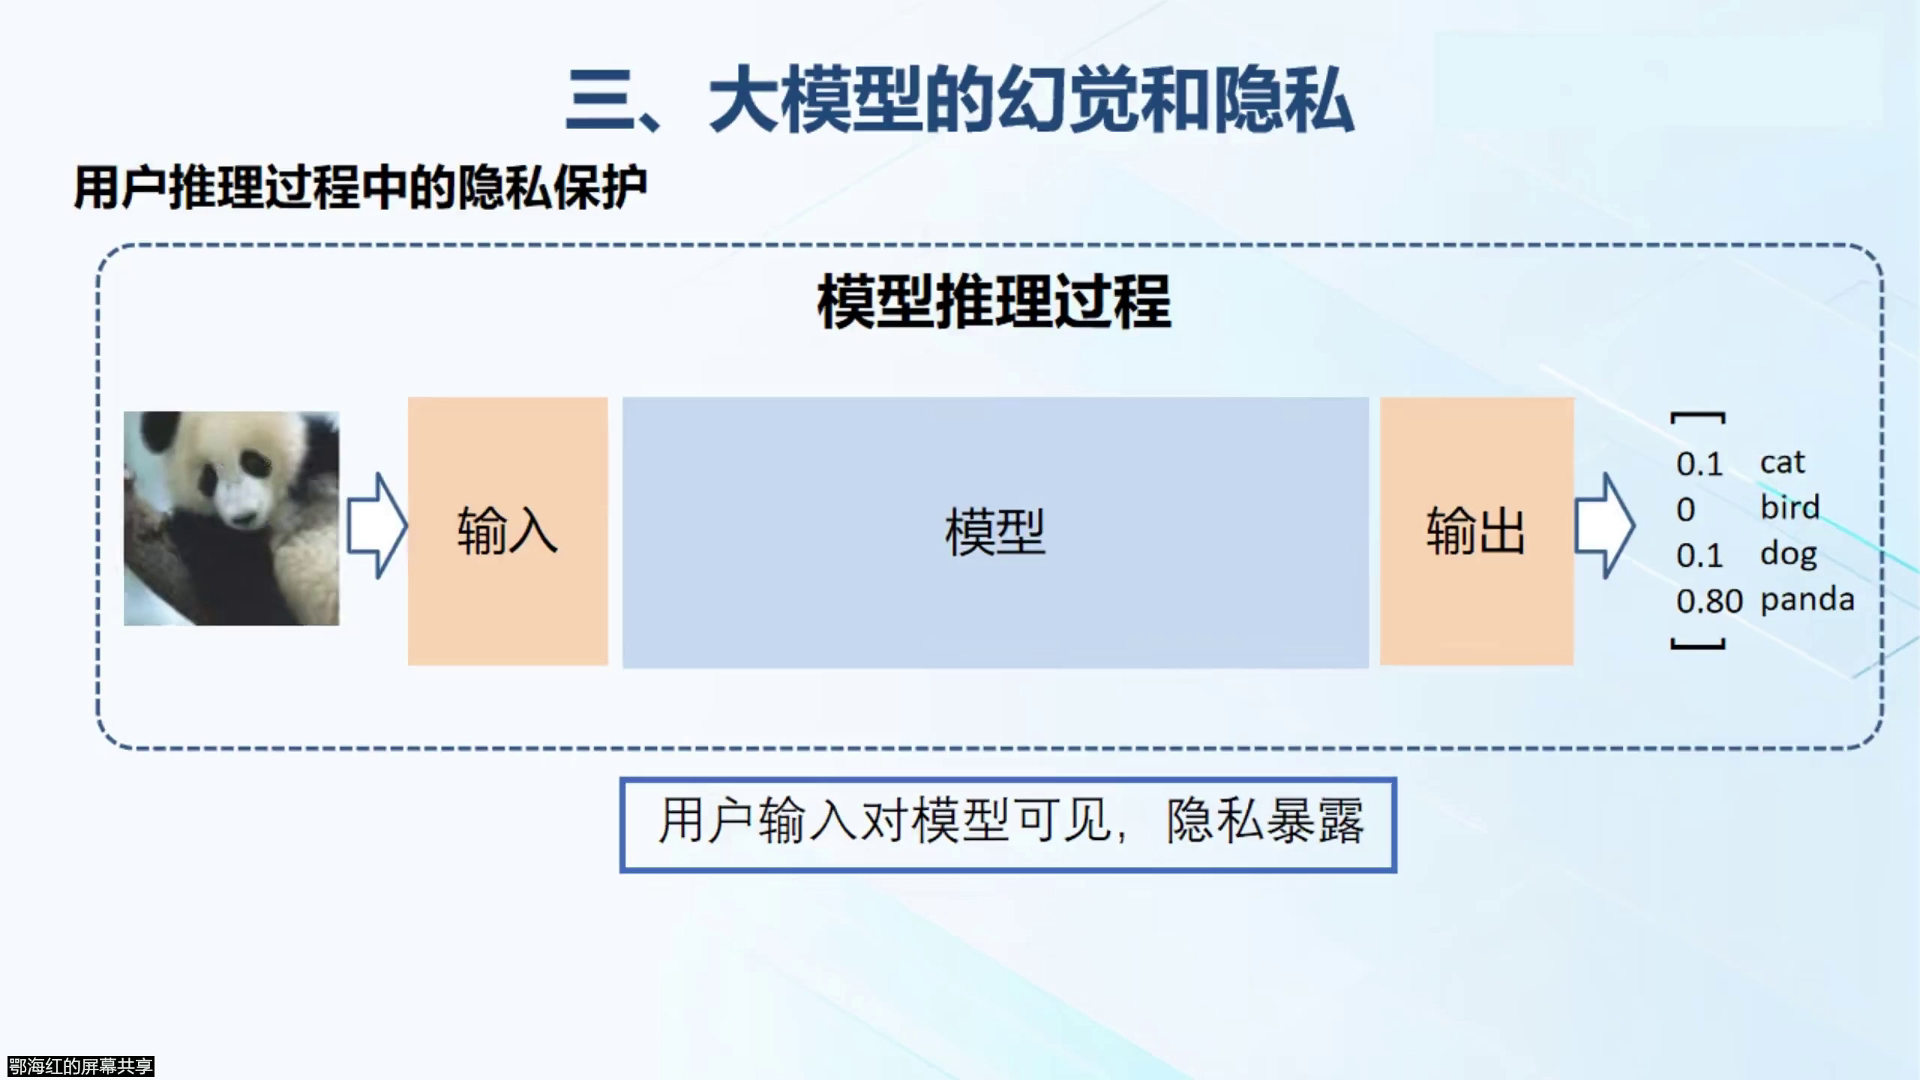 三、大模型的幻觉和隐私
用户推理过程中的隐私保护
模型推理过程
输入
模型
输出
[
0.1 cat
0 bird
0.1 dog
0.80 panda
]
用户输入对模型可见，隐私暴露
鄂海红的屏幕共享